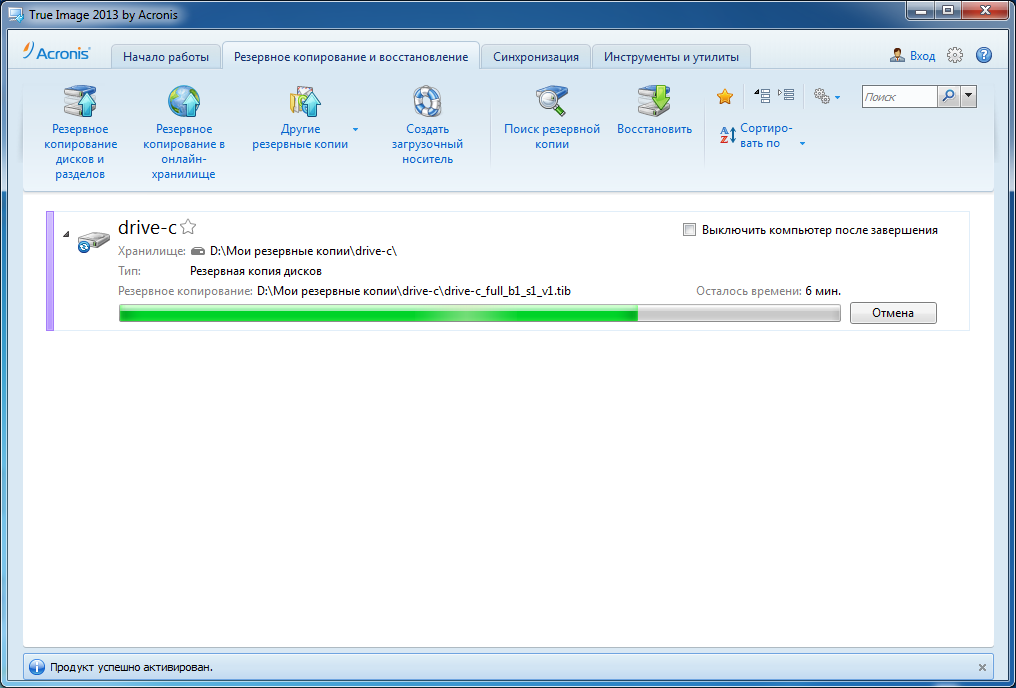 True Image 2013 by Acronis
Acronis
Начало работы
Резервное копирование и восстановление
Синхронизация
Инструменты и утилиты
Вход
Резервное
копирование
дисков и
разделов
Резервное
копирование в
онлайн-
хранилище
Другие
резервные копии
Создать
загрузочный
носитель
Поиск резервной
копии
Восстановить
A
Z
Сортиро-
вать по
Поиск
drive-c
Выключить компьютер после завершения
Хранилище: D:\Мои резервные копии\drive-c\
Тип: Резервная копия дисков
Резервное копирование: D:\Мои резервные копии\drive-c\drive-c_full_b1_s1_v1.tib
Осталось времени: 6 мин.
Отмена
Продукт успешно активирован.